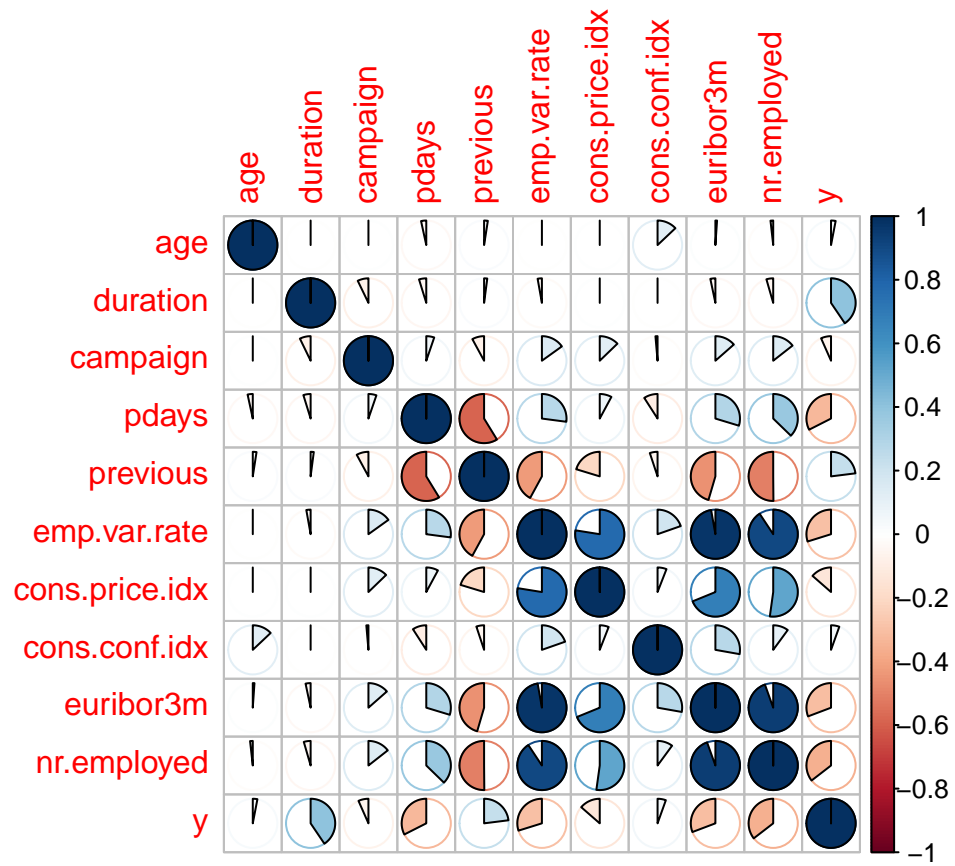 age
duration
campaign
pdays
previous
emp.var.rate
cons.price.idx
cons.conf.idx
euribor3m
nr.employed
y
age
duration
campaign
pdays
previous
emp.var.rate
cons.price.idx
cons.conf.idx
euribor3m
nr.employed
y
1
0.8
0.6
0.4
0.2
0
−0.2
−0.4
−0.6
−0.8
−1